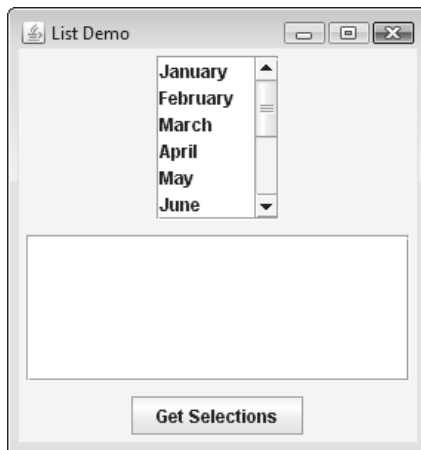 List Demo
January
February
March
April
May
June
Get Selections